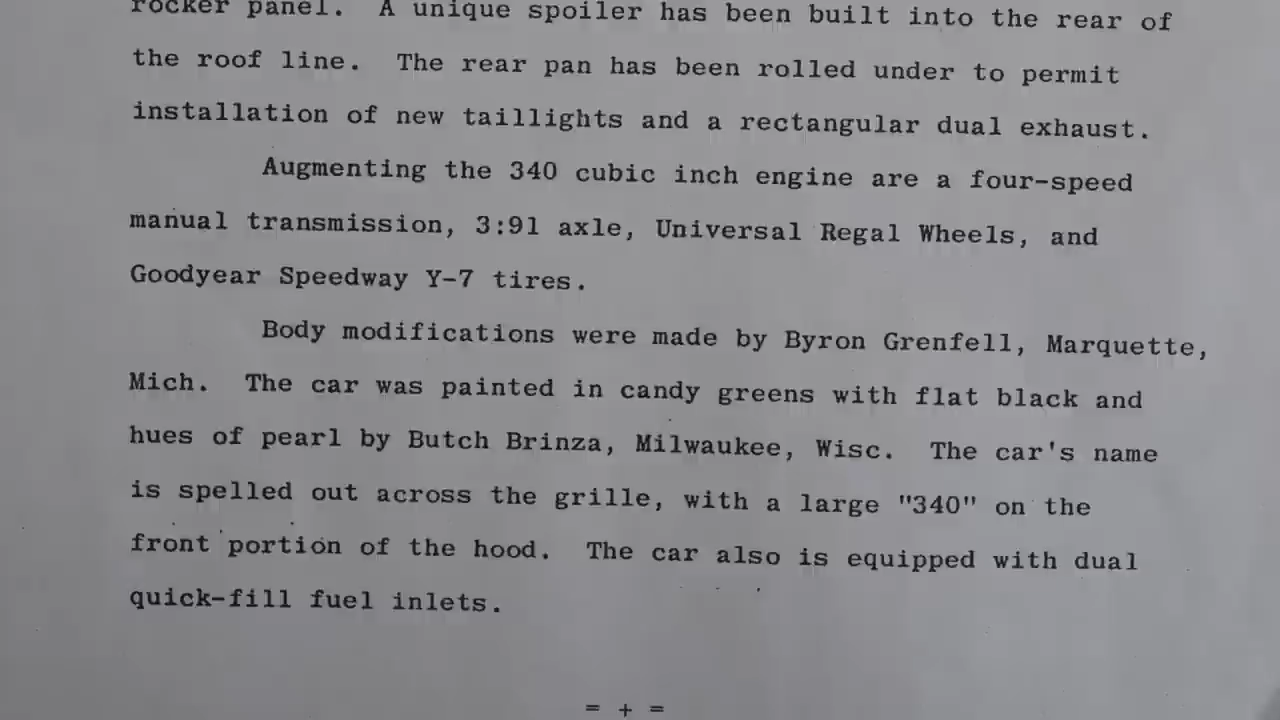 rocker panel.  A unique spoiler has been built into the rear of
the roof line.  The rear pan has been rolled under to permit
installation of new taillights and a rectangular dual exhaust.
Augmenting the 340 cubic inch engine are a four-speed
manual transmission, 3:91 axle, Universal Regal Wheels, and
Goodyear Speedway Y-7 tires.
Body modifications were made by Byron Grenfell, Marquette,
Mich.  The car was painted in candy greens with flat black and
hues of pearl by Butch Brinza, Milwaukee, Wisc.  The car's name
is spelled out across the grille, with a large "340" on the
front portion of the hood.  The car also is equipped with dual
quick-fill fuel inlets.
= + =